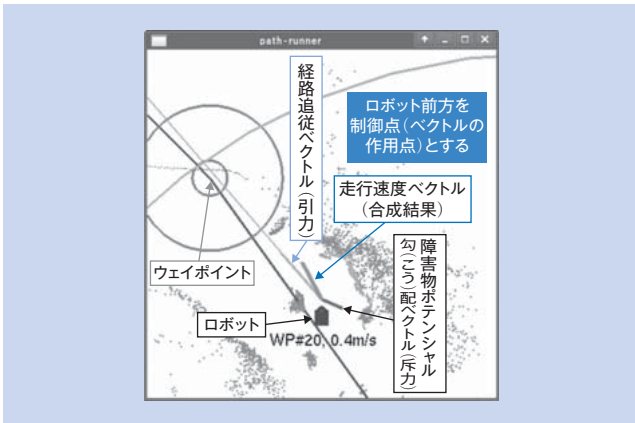 path-runner
経路追従ベクトル(引力)
ロボット前方を
制御点(ベクトルの
作用点)とする
走行速度ベクトル
(合成結果)
障害物ポテンシャル
勾(こう)配ベクトル(斥力)
ウェイポイント
ロボット
WP#20, 0.4m/s